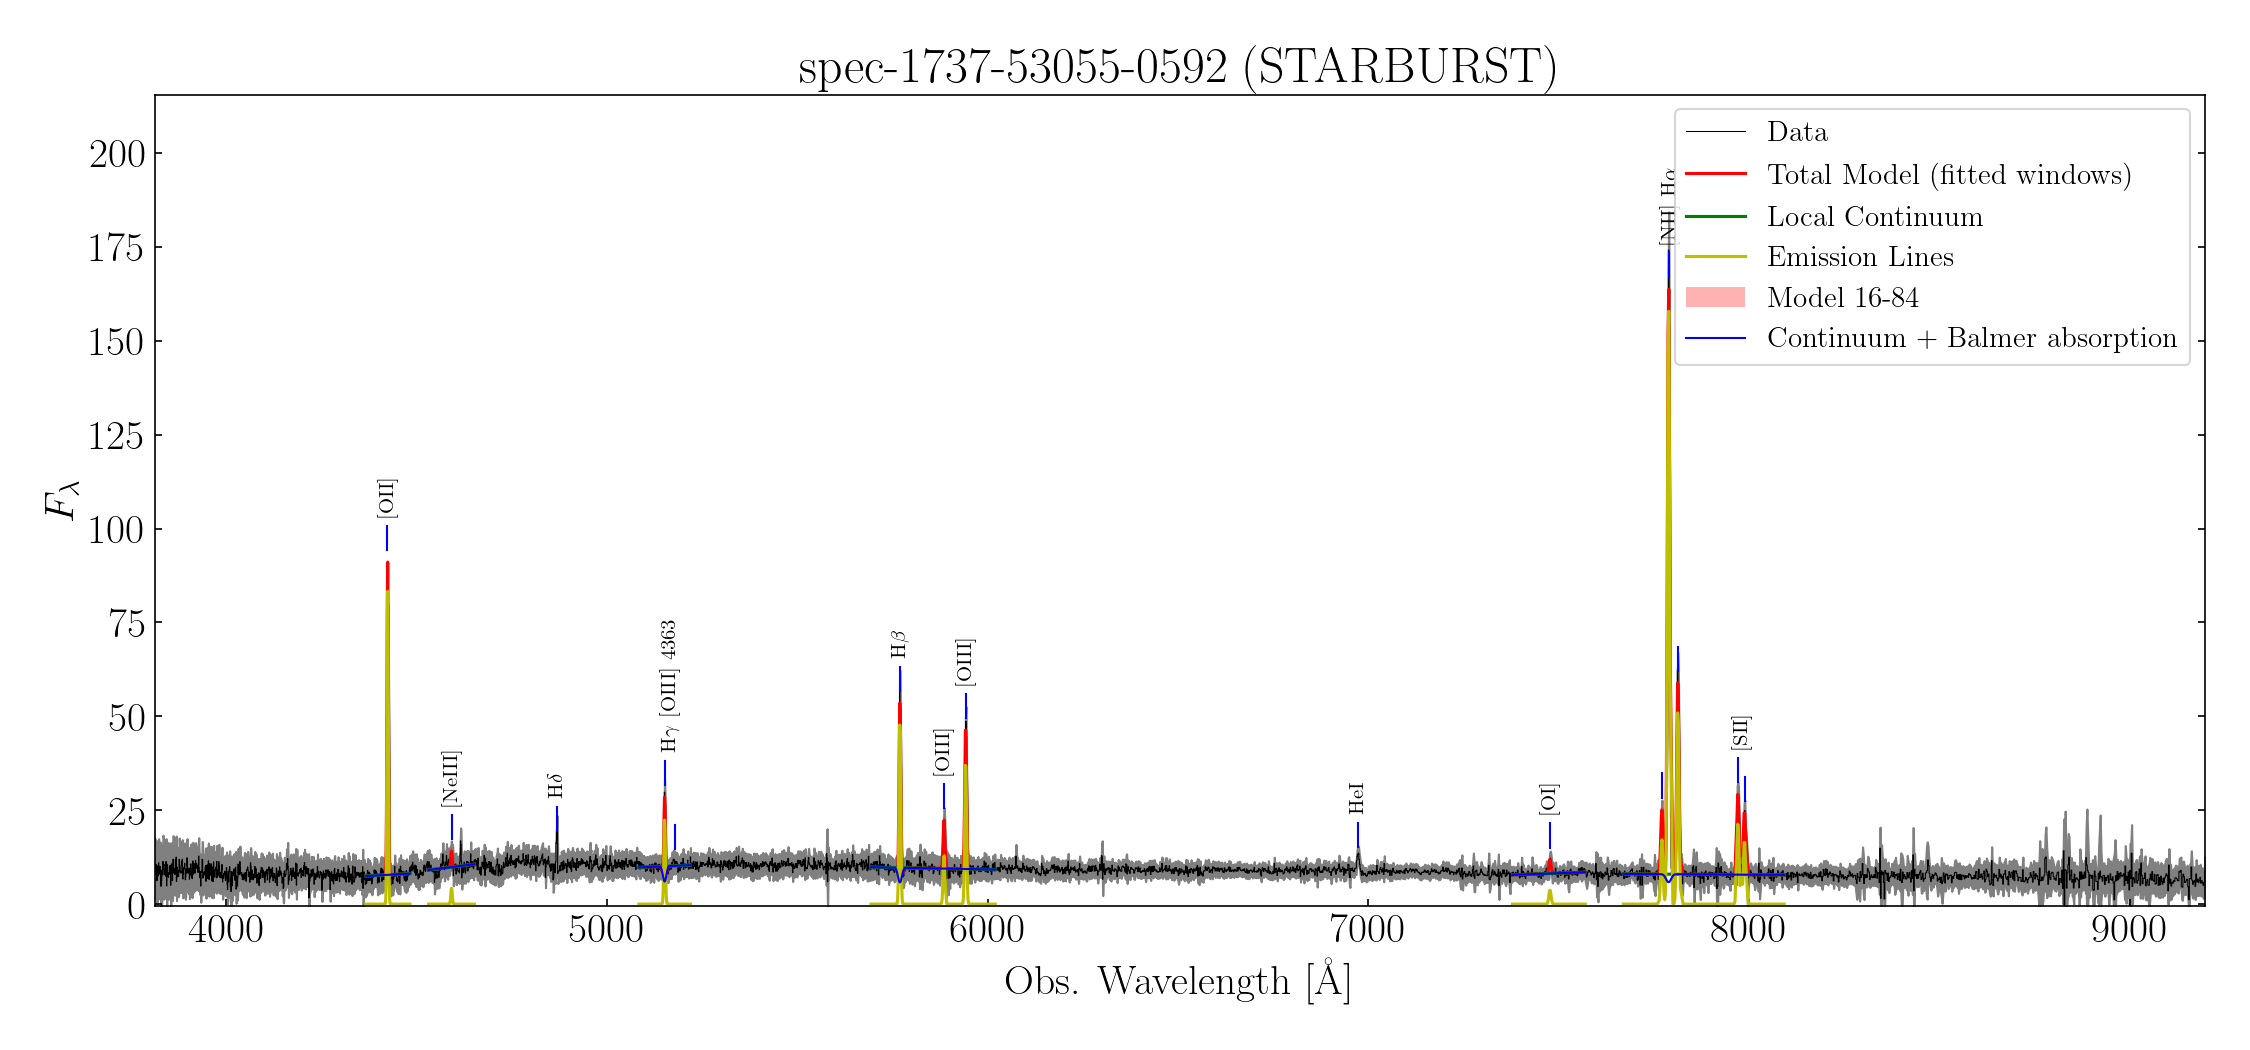 spec-1737-53055-0592 (STARBURST)
Data
Total Model (fitted windows)
Local Continuum
Emission Lines
Model 16-84
Continuum + Balmer absorption
F_λ
200
175
150
125
100
75
50
25
0
[OII]
[NeIII]
Hδ
Hγ [OIII] 4363
Hβ
[OIII]
[OIII]
HeI
[OI]
[NII] Hα
[SII]
4000
5000
6000
7000
8000
9000
Obs. Wavelength [Å]